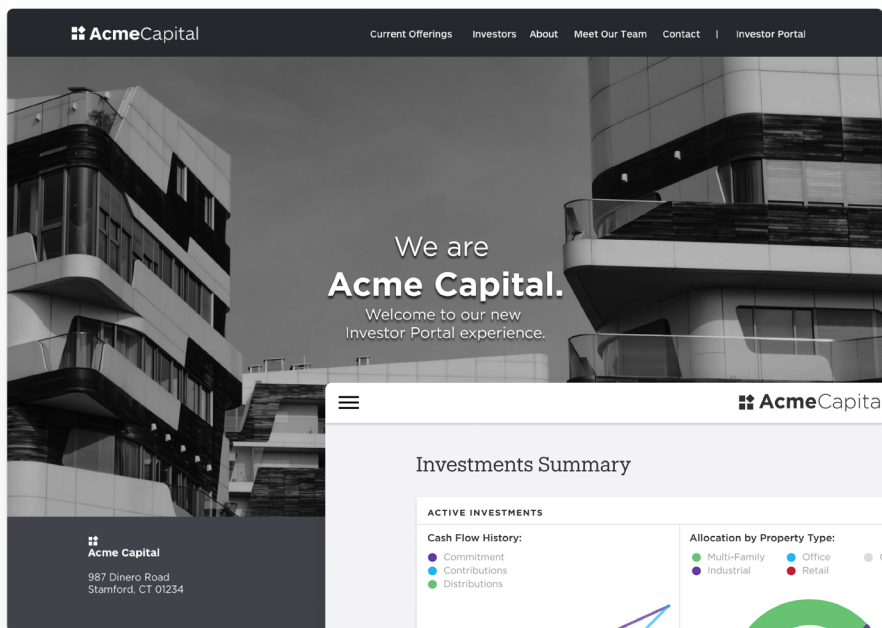 AcmeCapital
Current Offerings Investors About Meet Our Team Contact | Investor Portal
We are
Acme Capital.
Welcome to our new
Investor Portal experience.
AcmeCapita
Investments Summary
ACTIVE INVESTMENTS
Cash Flow History:
Commitment
Contributions
Distributions
Allocation by Property Type:
Multi-Family Office
Industrial Retail
Acme Capital
987 Dinero Road
Stamford, CT 01234